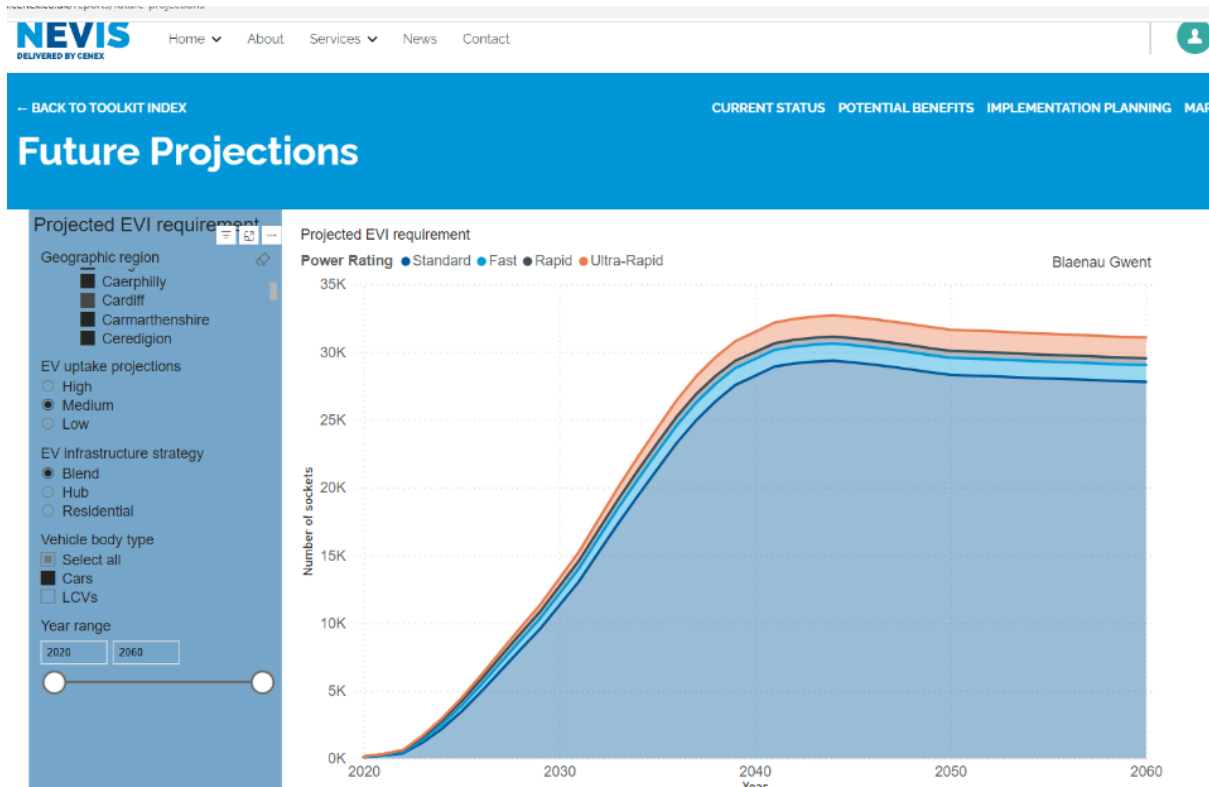 NEVIS
DELIVERED BY CENEX
Home About Services News Contact
← BACK TO TOOLKIT INDEX
CURRENT STATUS POTENTIAL BENEFITS IMPLEMENTATION PLANNING MAP
Future Projections
Projected EVI requirement
Geographic region
Caerphilly
Cardiff
Carmarthenshire
Ceredigion
EV uptake projections
High
Medium
Low
EV infrastructure strategy
Blend
Hub
Residential
Vehicle body type
Select all
Cars
LCVs
Year range
2020 2060
Projected EVI requirement
Power Rating Standard Fast Rapid Ultra-Rapid
Blaenau Gwent
35K
30K
25K
20K
15K
10K
5K
0K
Number of sockets
2020 2030 2040 2050 2060
Year